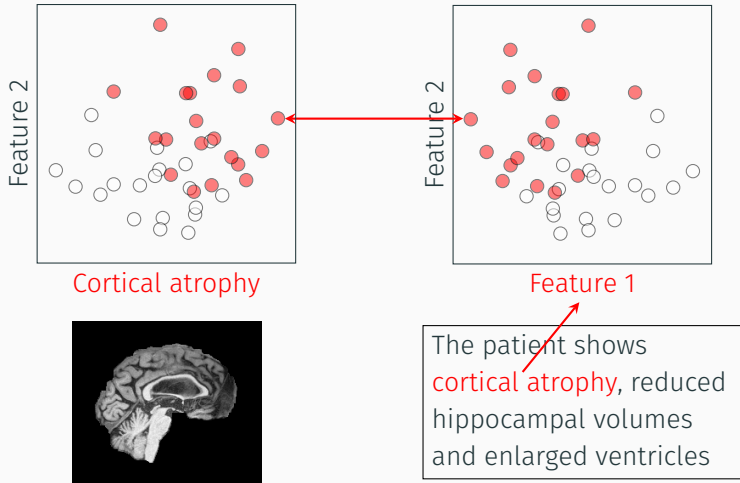 Feature 2
Cortical atrophy
Feature 2
Feature 1
The patient shows
cortical atrophy, reduced
hippocampal volumes
and enlarged ventricles